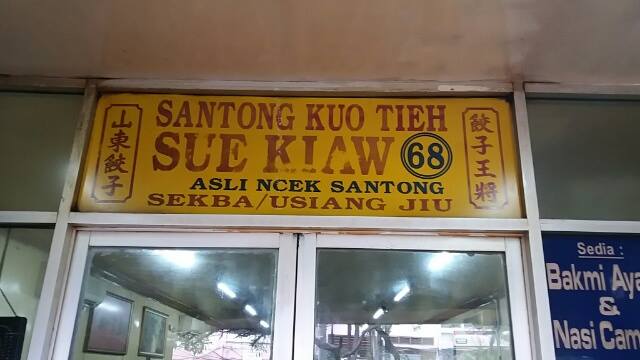 山東餃子
SANTONG KUO TIEH
SUE KIAW 68
ASLI NCEK SANTONG
SEKBA/USIANG JIU
餃子王將
Sedia :
Bakmi Aya
&
Nasi Cam